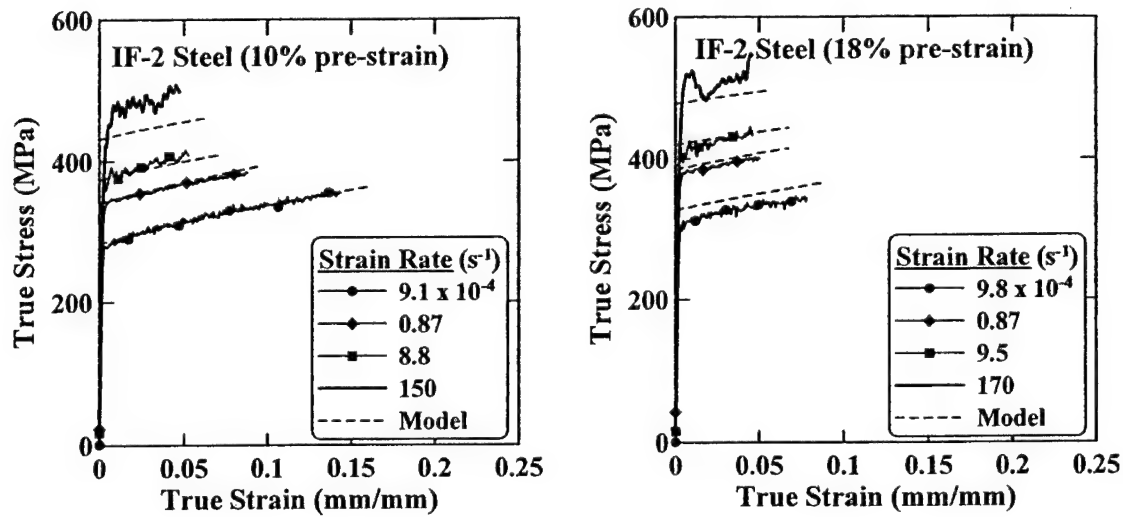 600
IF-2 Steel (10% pre-strain)
400
True Stress (MPa)
200
0
Strain Rate (s⁻¹)
9.1 x 10⁻⁴
0.87
8.8
150
Model
0 0.05 0.1 0.15 0.2 0.25
True Strain (mm/mm)
600
IF-2 Steel (18% pre-strain)
400
True Stress (MPa)
200
0
Strain Rate (s⁻¹)
9.8 x 10⁻⁴
0.87
9.5
170
Model
0 0.05 0.1 0.15 0.2 0.25
True Strain (mm/mm)